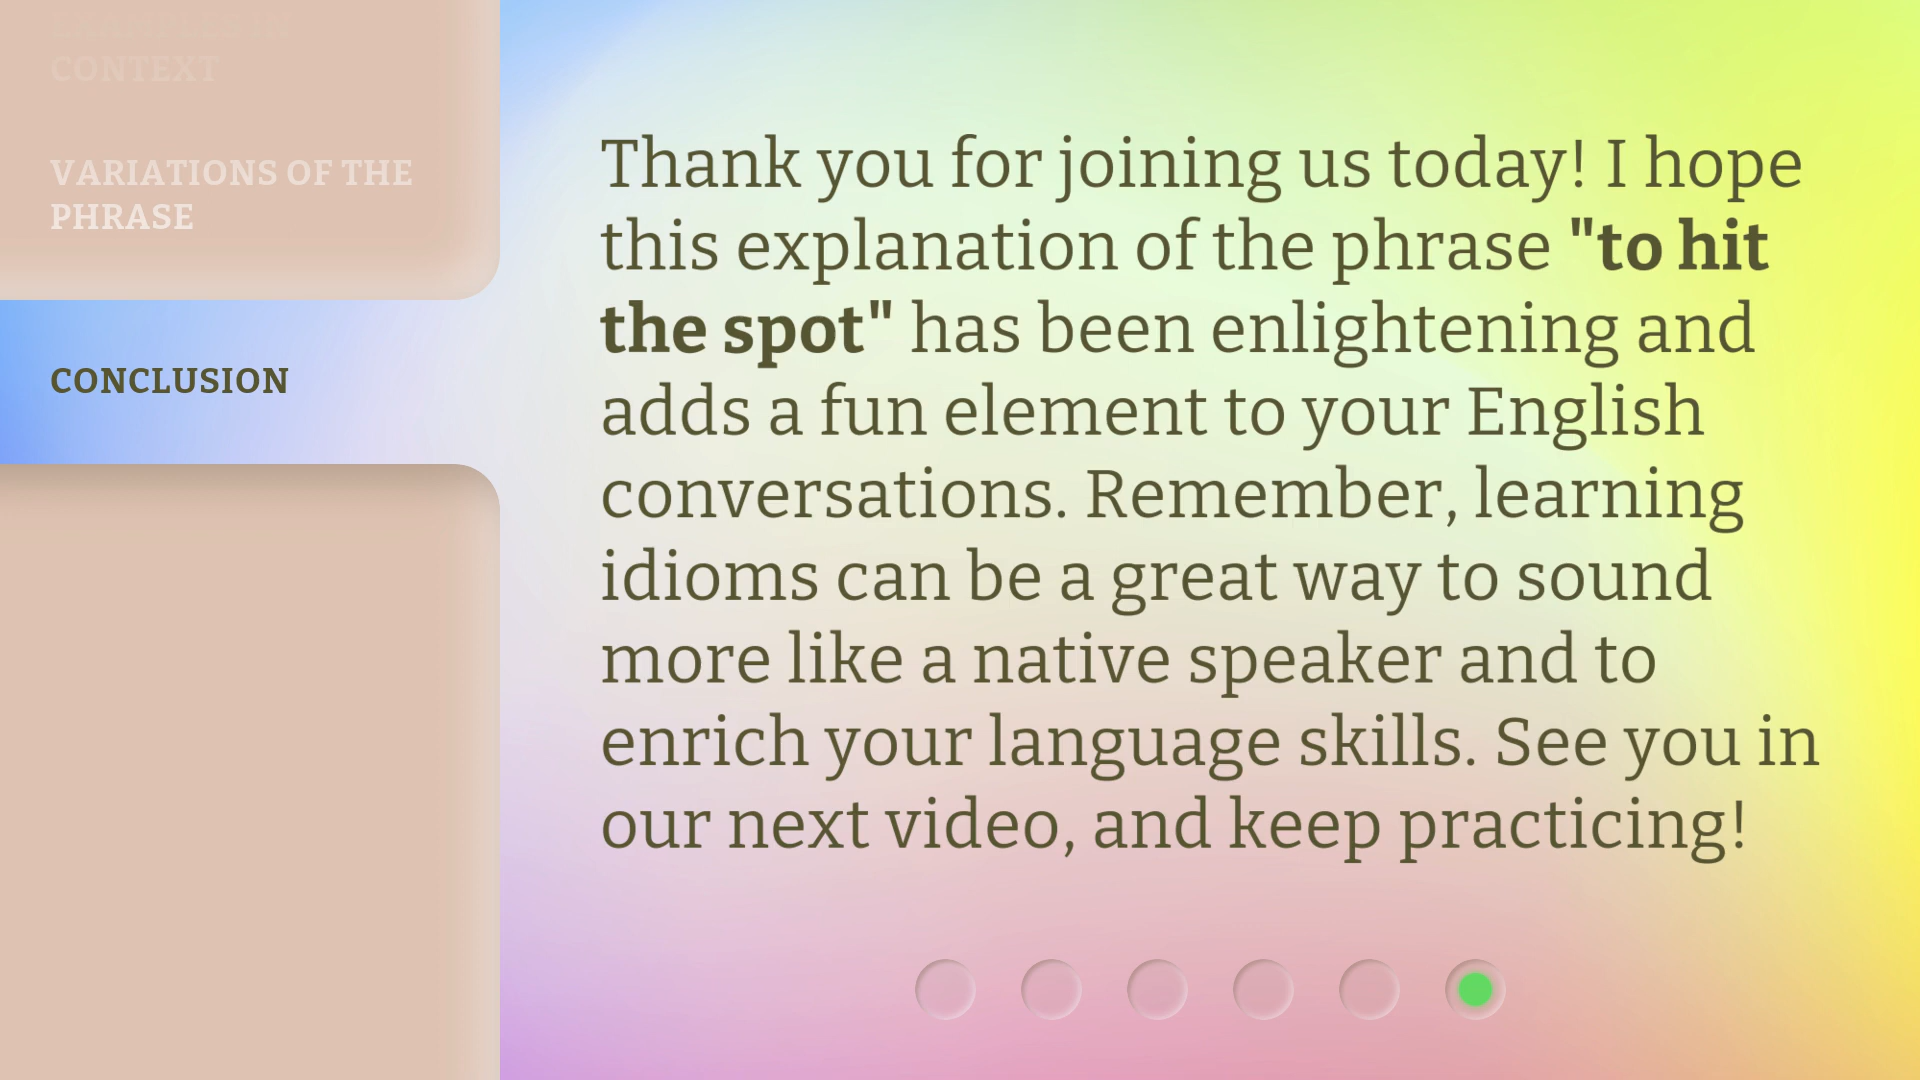 CONTEXT
VARIATIONS OF THE
PHRASE
CONCLUSION
Thank you for joining us today! I hope
this explanation of the phrase "to hit
the spot" has been enlightening and
adds a fun element to your English
conversations. Remember, learning
idioms can be a great way to sound
more like a native speaker and to
enrich your language skills. See you in
our next video, and keep practicing!